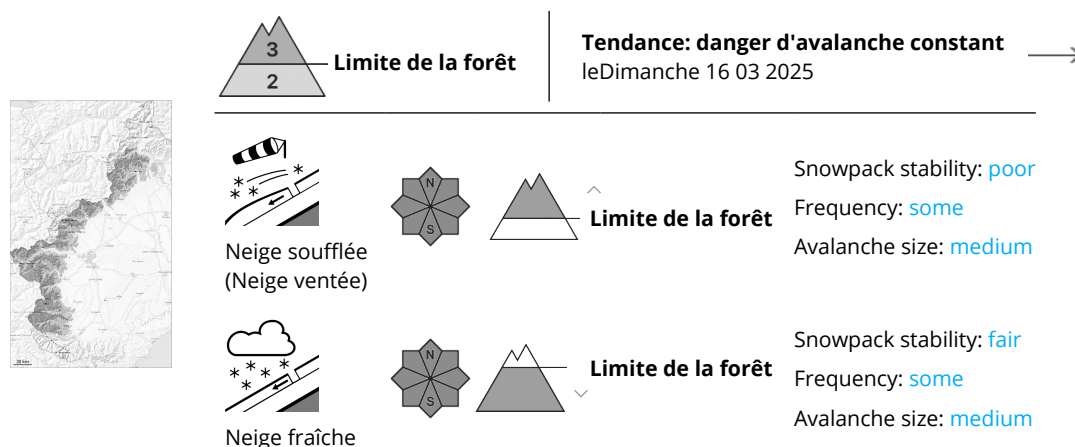 3
2
Limite de la forêt
Tendance: danger d'avalanche constant
leDimanche 16 03 2025
20 km
N
S
Neige soufflée
(Neige ventée)
Limite de la forêt
Snowpack stability: poor
Frequency: some
Avalanche size: medium
N
S
Neige fraîche
Limite de la forêt
Snowpack stability: fair
Frequency: some
Avalanche size: medium